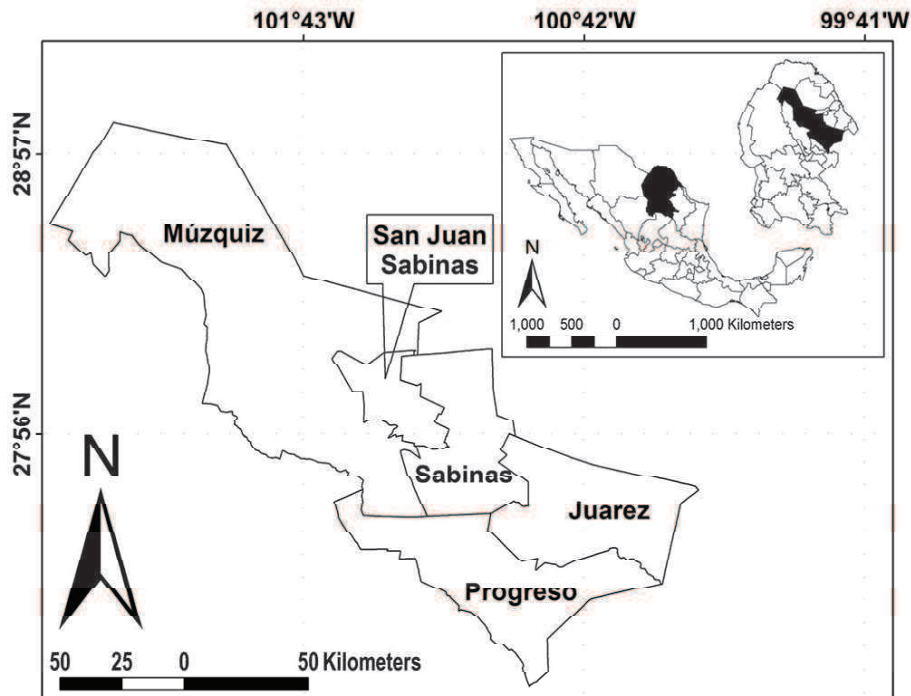 101°43'W 100°42'W 99°41'W
28°57'N
27°56'N
Múzquiz
San Juan
Sabinas
Sabinas
Juarez
Progreso
N
50 25 0 50 Kilometers
N
1,000 500 0 1,000 Kilometers